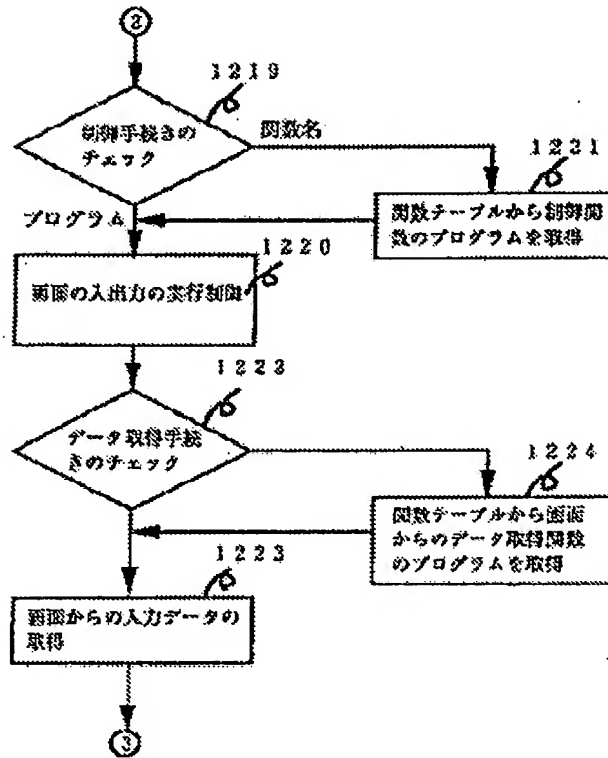 ②
1219
制御手続きの
チェック
関数名
1231
関数テーブルから制御関
数のプログラムを取得
プログラム
1220
画面の入出力の実行制御
1222
データ取得手続
きのチェック
1224
関数テーブルから画面
からのデータ取得関数
のプログラムを取得
1223
画面からの入力データの
取得
③